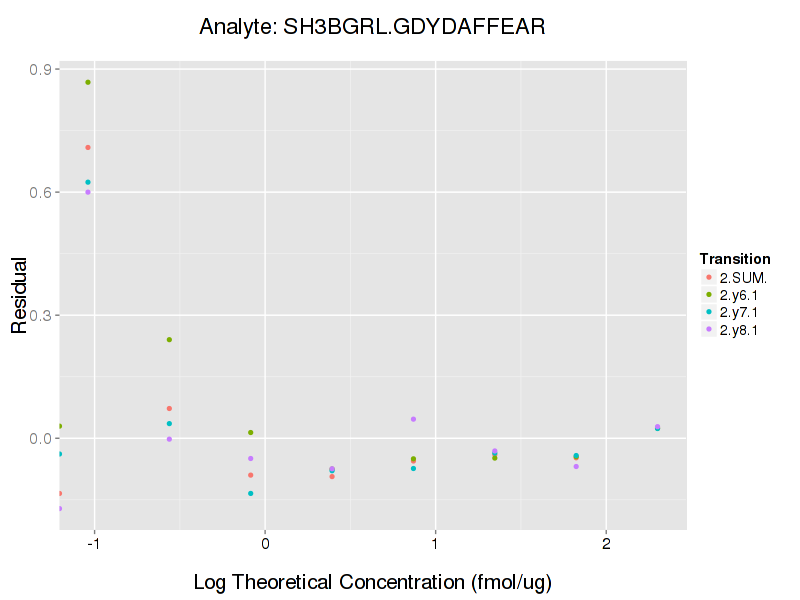 Analyte: SH3BGRL.GDYDAFFEAR
0.9
0.6
0.3
0.0
Residual
-1
0
1
2
Log Theoretical Concentration (fmol/ug)
Transition
2.SUM.
2.y6.1
2.y7.1
2.y8.1